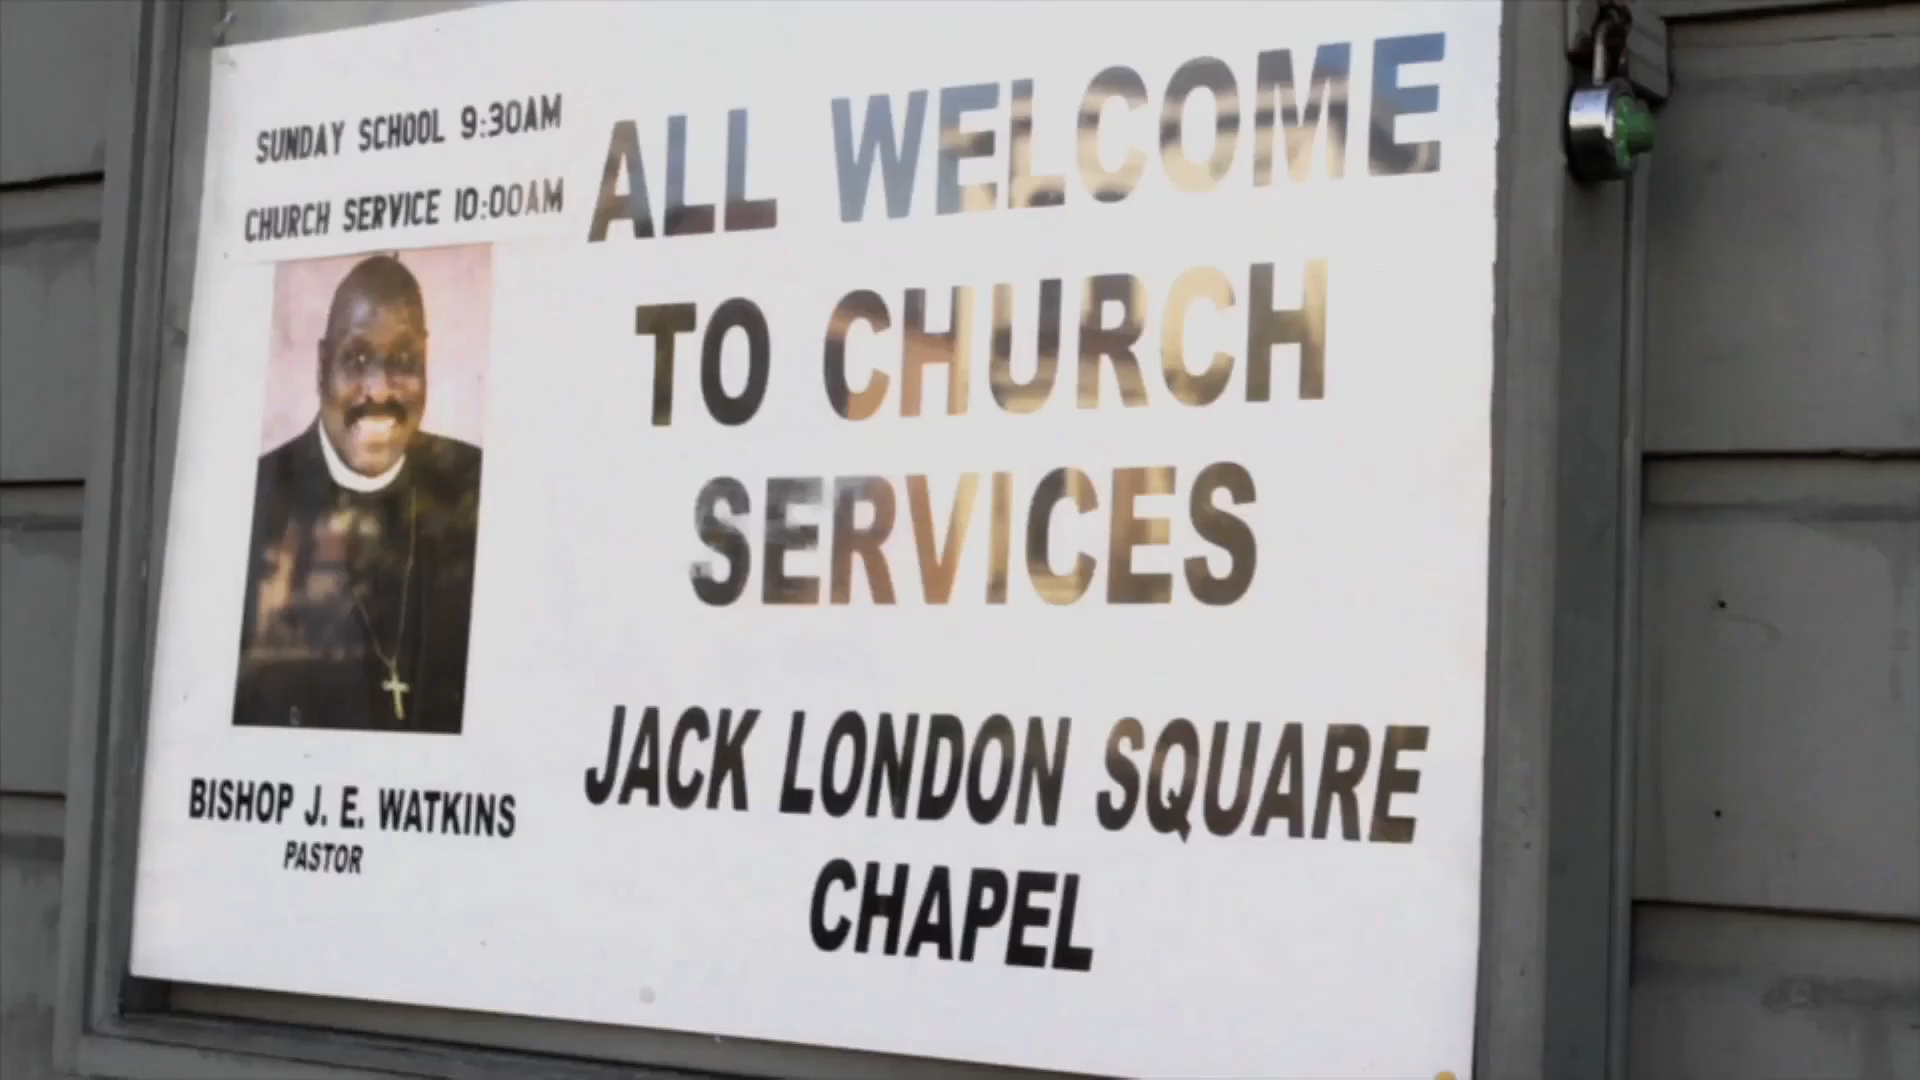 SUNDAY SCHOOL 9:30AM
CHURCH SERVICE 10:00AM
BISHOP J. E. WATKINS
PASTOR
ALL WELCOME
TO CHURCH
SERVICES
JACK LONDON SQUARE
CHAPEL